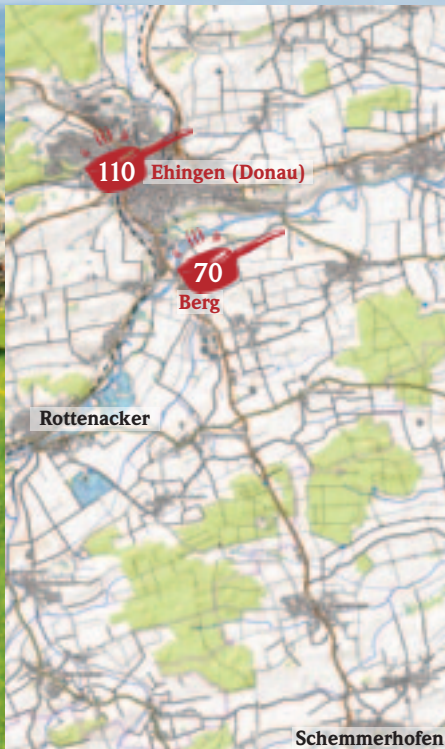 110 Ehingen (Donau)
70
Berg
Rottenacker
Schemmerhofen